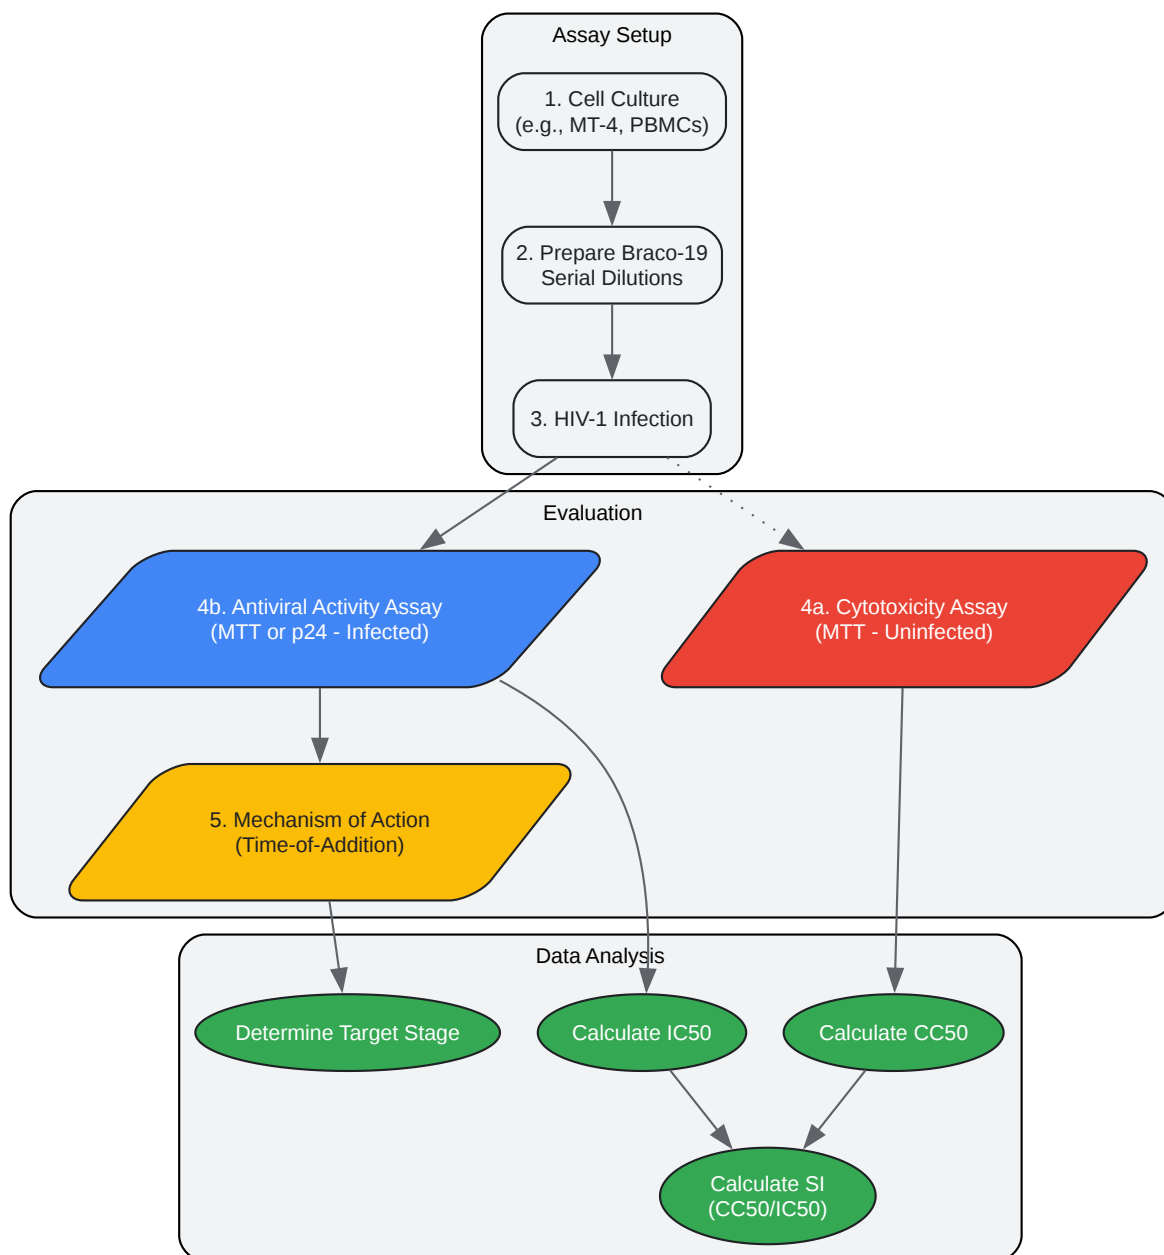 Assay Setup
1. Cell Culture
(e.g., MT-4, PBMCs)
2. Prepare Braco-19
Serial Dilutions
3. HIV-1 Infection
Evaluation
4b. Antiviral Activity Assay
(MTT or p24 - Infected)
4a. Cytotoxicity Assay
(MTT - Uninfected)
5. Mechanism of Action
(Time-of-Addition)
Data Analysis
Determine Target Stage
Calculate IC50
Calculate CC50
Calculate SI
(CC50/IC50)